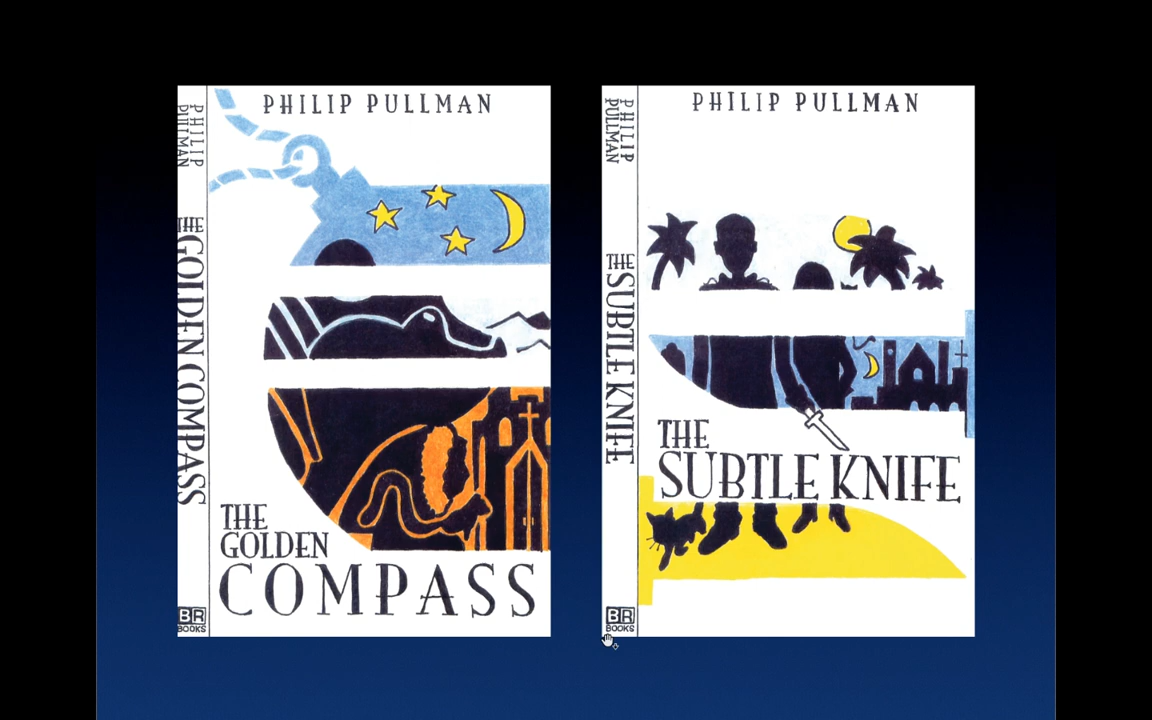 PHILIP PULLMAN
PHILIP
PULLMAN
THE GOLDEN COMPASS
THE
GOLDEN
COMPASS
BR
BOOKS
PHILIP PULLMAN
PHILIP
PULLMAN
THE SUBTLE KNIFE
THE
SUBTLE KNIFE
BR
BOOKS